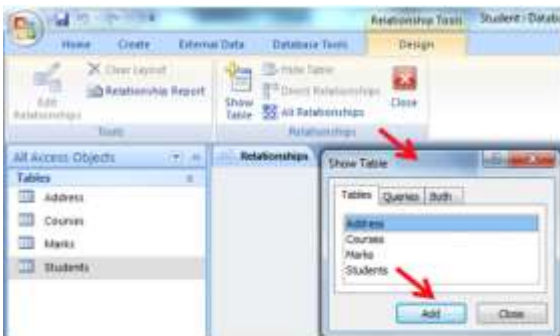 Relationship Tools Student : Datab
Home Create External Data Database Tools Design
Edit Relationships
Clear Layout
Relationship Report
Tools
Show Table
Hide Table
Direct Relationships
All Relationships
Relationships
Close
All Access Objects
Tables
Address
Courses
Marks
Students
Relationships
Show Table
Tables Queries Both
Address
Courses
Marks
Students
Add Close